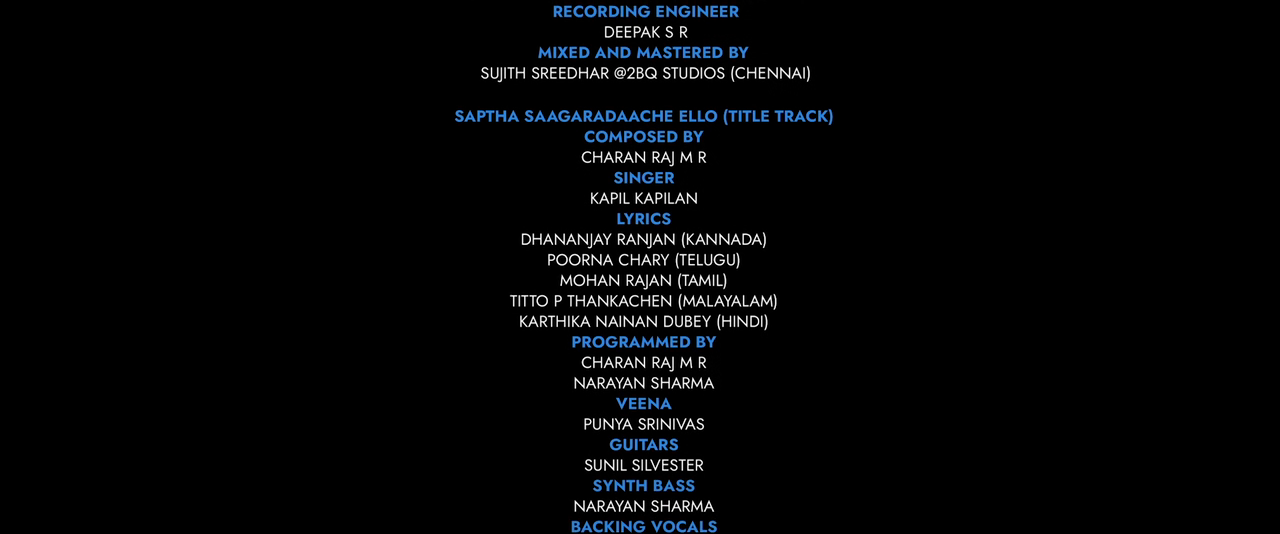 RECORDING ENGINEER
DEEPAK S R
MIXED AND MASTERED BY
SUJITH SREEDHAR @2BQ STUDIOS (CHENNAI)
SAPTHA SAAGARADAACHE ELLO (TITLE TRACK)
COMPOSED BY
CHARAN RAJ M R
SINGER
KAPIL KAPILAN
LYRICS
DHANANJAY RANJAN (KANNADA)
POORNA CHARY (TELUGU)
MOHAN RAJAN (TAMIL)
TITTO P THANKACHEN (MALAYALAM)
KARTHIKA NAINAN DUBEY (HINDI)
PROGRAMMED BY
CHARAN RAJ M R
NARAYAN SHARMA
VEENA
PUNYA SRINIVAS
GUITARS
SUNIL SILVESTER
SYNTH BASS
NARAYAN SHARMA
BACKING VOCALS